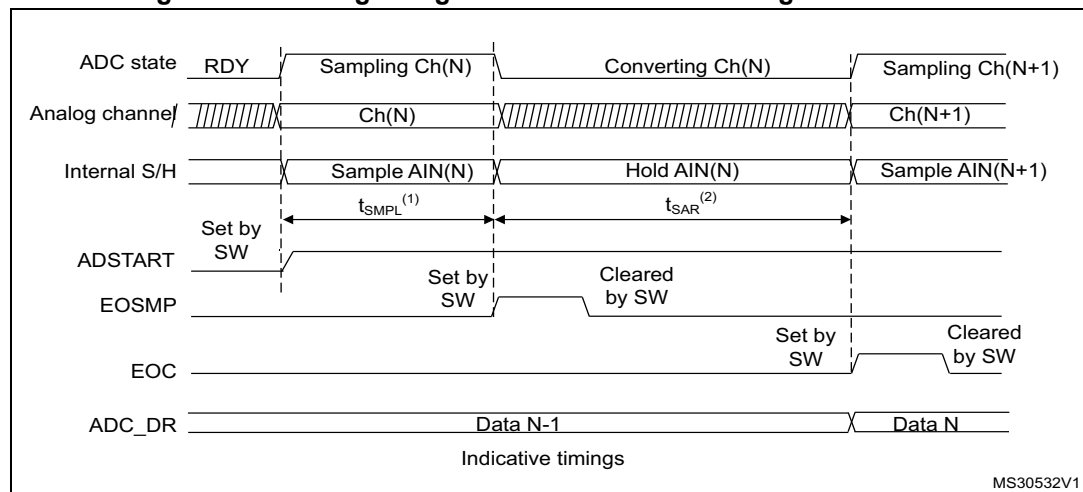 ADC state RDY Sampling Ch(N) Converting Ch(N) Sampling Ch(N+1)
Analog channel Ch(N) Ch(N+1)
Internal S/H Sample AIN(N) Hold AIN(N) Sample AIN(N+1)
tSMPL(1) tSAR(2)
Set by
SW
ADSTART
Set by
SW
Cleared
by SW
EOSMP
Set by
SW
Cleared
by SW
EOC
ADC_DR Data N-1 Data N
Indicative timings
MS30532V1